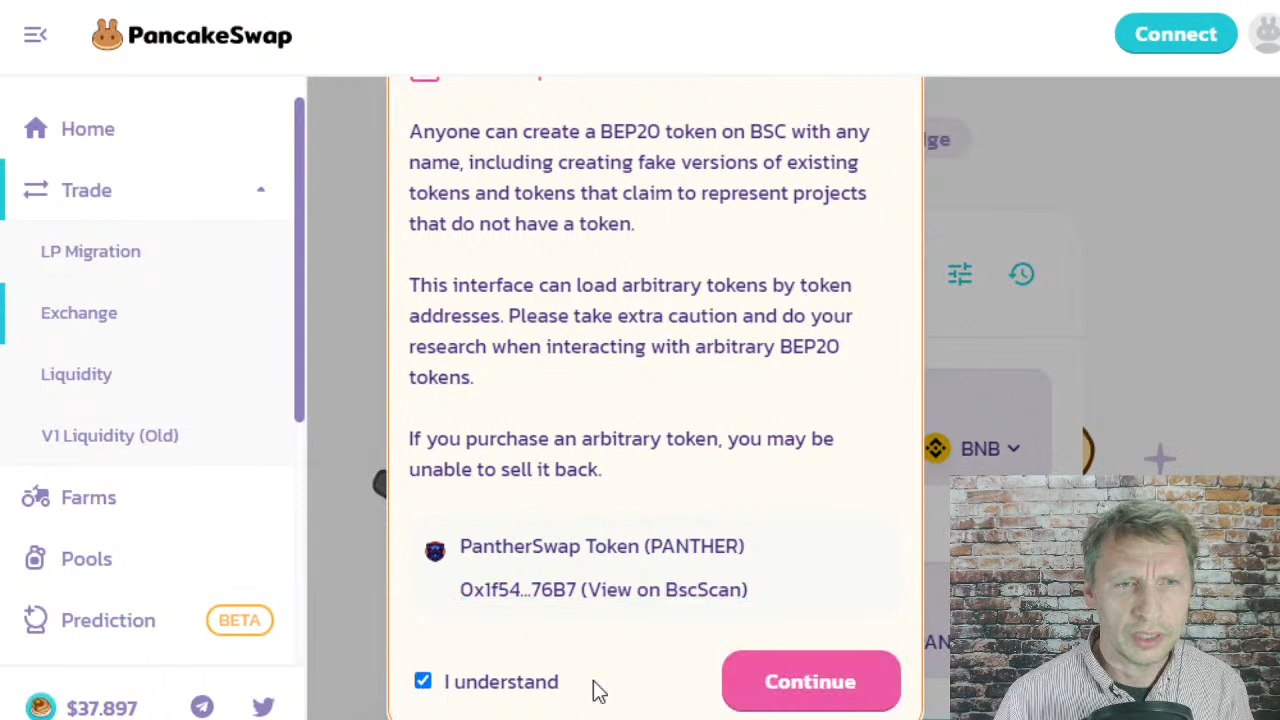 PancakeSwap
Connect
Home
Trade
LP Migration
Exchange
Liquidity
V1 Liquidity (Old)
Farms
Pools
Prediction
BETA
$37.897
Anyone can create a BEP20 token on BSC with any
name, including creating fake versions of existing
tokens and tokens that claim to represent projects
that do not have a token.
This interface can load arbitrary tokens by token
addresses. Please take extra caution and do your
research when interacting with arbitrary BEP20
tokens.
If you purchase an arbitrary token, you may be
unable to sell it back.
PantherSwap Token (PANTHER)
0x1f54...76B7 (View on BscScan)
I understand
Continue
BNB